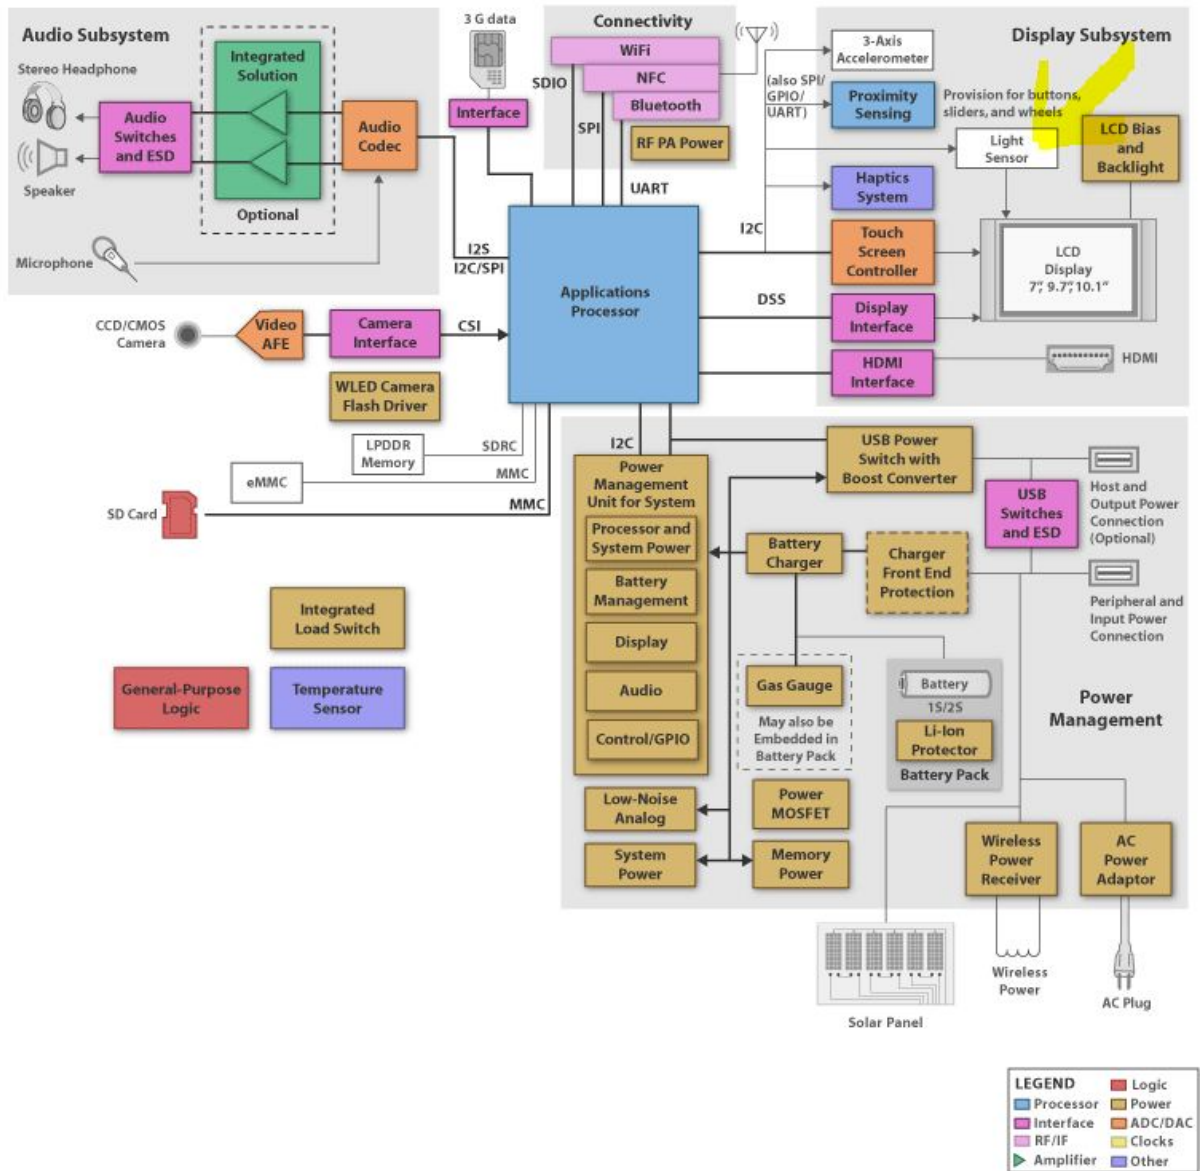 Audio Subsystem
Stereo Headphone
Speaker
Microphone
Audio
Switches
and ESD
Integrated
Solution
Optional
Audio
Codec
3 G data
Interface
Connectivity
WiFi
NFC
Bluetooth
RF PA Power
SDIO
SPI
UART
I2S
I2C/SPI
Applications
Processor
Display Subsystem
3-Axis
Accelerometer
(also SPI/
GPIO/
UART)
Proximity
Sensing
Provision for buttons,
sliders, and wheels
Light
Sensor
LCD Bias
and
Backlight
Haptics
System
I2C
Touch
Screen
Controller
LCD
Display
7", 9.7", 10.1"
DSS
Display
Interface
HDMI
Interface
HDMI
CCD/CMOS
Camera
Video
AFE
Camera
Interface
CSI
WLED Camera
Flash Driver
LPDDR
Memory
SDRC
eMMC
MMC
SD Card
MMC
Integrated
Load Switch
General-Purpose
Logic
Temperature
Sensor
I2C
Power
Management
Unit for System
Processor and
System Power
Battery
Management
Display
Audio
Control/GPIO
Low-Noise
Analog
System
Power
USB Power
Switch with
Boost Converter
Battery
Charger
Charger
Front End
Protection
USB
Switches
and ESD
Host and
Output Power
Connection
(Optional)
Peripheral and
Input Power
Connection
Gas Gauge
May also be
Embedded in
Battery Pack
Battery
1S/2S
Li-Ion
Protector
Battery Pack
Power
Management
Power
MOSFET
Memory
Power
Wireless
Power
Receiver
AC
Power
Adaptor
Solar Panel
Wireless
Power
AC Plug
LEGEND
Processor
Interface
RF/IF
Amplifier
Logic
Power
ADC/DAC
Clocks
Other